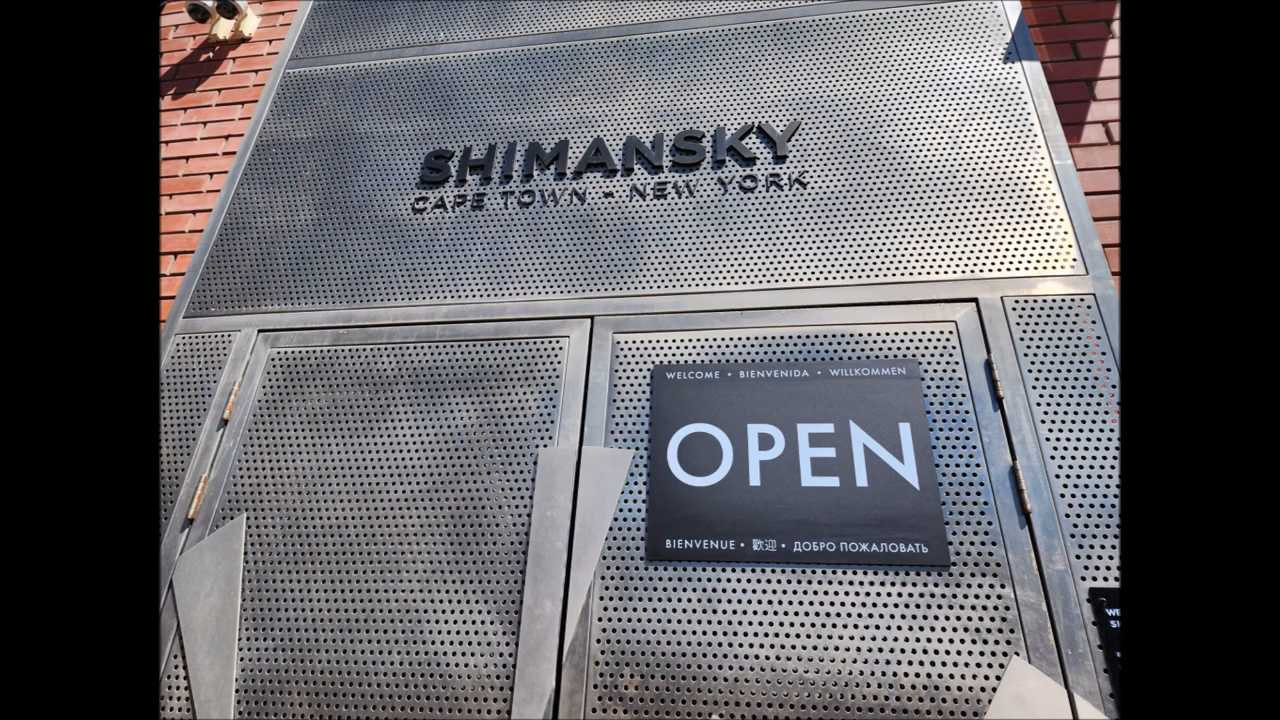 SHIMANSKY
CAPE TOWN - NEW YORK
WELCOME • BIENVENIDA • WILLKOMMEN
OPEN
BIENVENUE • 歡迎 • ДОБРО ПОЖАЛОВАТЬ